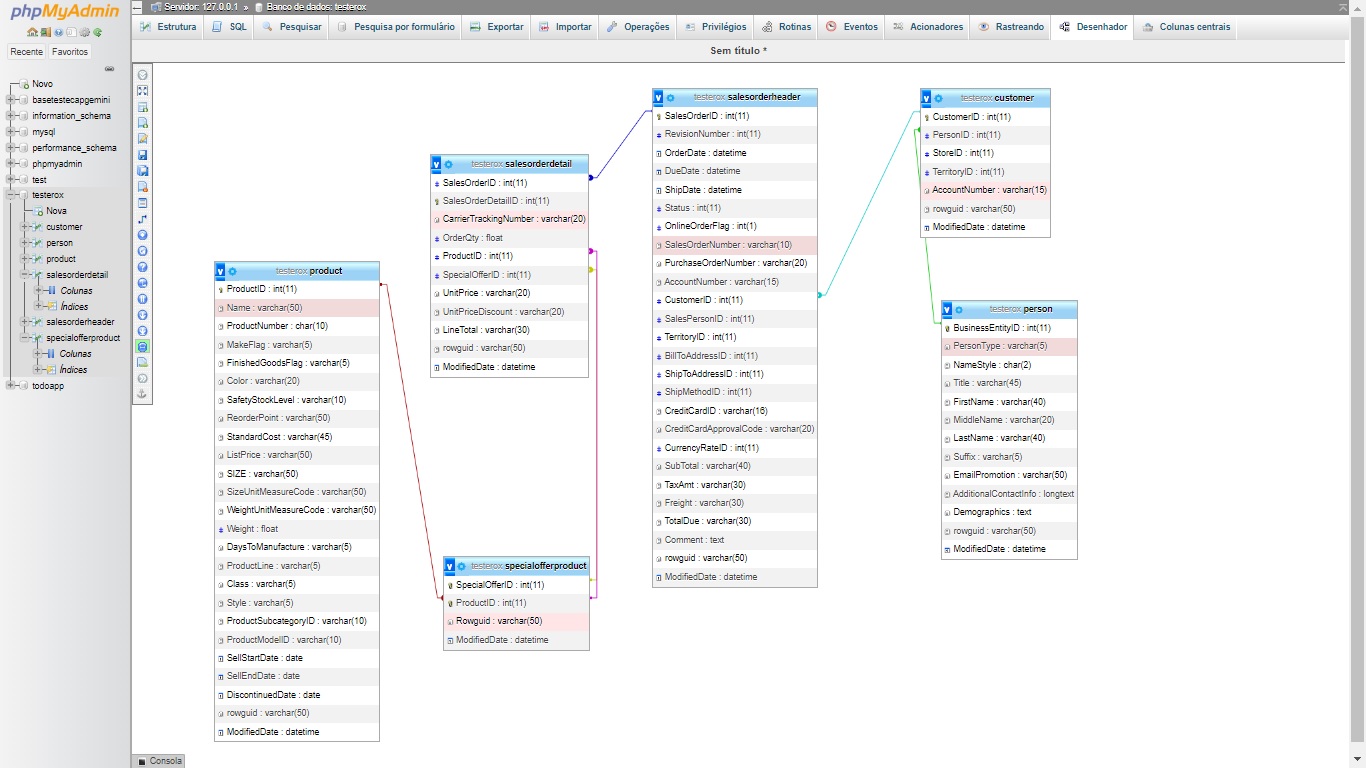 phpMyAdmin
Recente Favoritos
Novo
basetestecapgemini
information_schema
mysql
performance_schema
phpmyadmin
test
testerox
Nova
customer
person
product
salesorderdetail
Colunas
Índices
salesorderheader
specialofferproduct
Colunas
Índices
todoapp
Servidor: 127.0.0.1 » Banco de dados: testerox
Estrutura SQL Pesquisar Pesquisa por formulário Exportar Importar Operações Privilégios Rotinas Eventos Acionadores Rastreando Desenhador Colunas centrais
Sem título *
testerox product
ProductID : int(11)
Name : varchar(50)
ProductNumber : char(10)
MakeFlag : varchar(5)
FinishedGoodsFlag : varchar(5)
Color : varchar(20)
SafetyStockLevel : varchar(10)
ReorderPoint : varchar(50)
StandardCost : varchar(45)
ListPrice : varchar(50)
SIZE : varchar(50)
SizeUnitMeasureCode : varchar(50)
WeightUnitMeasureCode : varchar(50)
Weight : float
DaysToManufacture : varchar(5)
ProductLine : varchar(5)
Class : varchar(5)
Style : varchar(5)
ProductSubcategoryID : varchar(10)
ProductModelID : varchar(10)
SellStartDate : date
SellEndDate : date
DiscontinuedDate : date
rowguid : varchar(50)
ModifiedDate : datetime
testerox salesorderdetail
SalesOrderID : int(11)
SalesOrderDetailID : int(11)
CarrierTrackingNumber : varchar(20)
OrderQty : float
ProductID : int(11)
SpecialOfferID : int(11)
UnitPrice : varchar(20)
UnitPriceDiscount : varchar(20)
LineTotal : varchar(30)
rowguid : varchar(50)
ModifiedDate : datetime
testerox specialofferproduct
SpecialOfferID : int(11)
ProductID : int(11)
Rowguid : varchar(50)
ModifiedDate : datetime
testerox salesorderheader
SalesOrderID : int(11)
RevisionNumber : int(11)
OrderDate : datetime
DueDate : datetime
ShipDate : datetime
Status : int(11)
OnlineOrderFlag : int(1)
SalesOrderNumber : varchar(10)
PurchaseOrderNumber : varchar(20)
AccountNumber : varchar(15)
CustomerID : int(11)
SalesPersonID : int(11)
TerritoryID : int(11)
BillToAddressID : int(11)
ShipToAddressID : int(11)
ShipMethodID : int(11)
CreditCardID : varchar(16)
CreditCardApprovalCode : varchar(20)
CurrencyRateID : int(11)
SubTotal : varchar(40)
TaxAmt : varchar(30)
Freight : varchar(30)
TotalDue : varchar(30)
Comment : text
rowguid : varchar(50)
ModifiedDate : datetime
testerox customer
CustomerID : int(11)
PersonID : int(11)
StoreID : int(11)
TerritoryID : int(11)
AccountNumber : varchar(15)
rowguid : varchar(50)
ModifiedDate : datetime
testerox person
BusinessEntityID : int(11)
PersonType : varchar(5)
NameStyle : char(2)
Title : varchar(45)
FirstName : varchar(40)
MiddleName : varchar(20)
LastName : varchar(40)
Suffix : varchar(5)
EmailPromotion : varchar(50)
AdditionalContactInfo : longtext
Demographics : text
rowguid : varchar(50)
ModifiedDate : datetime
Consola